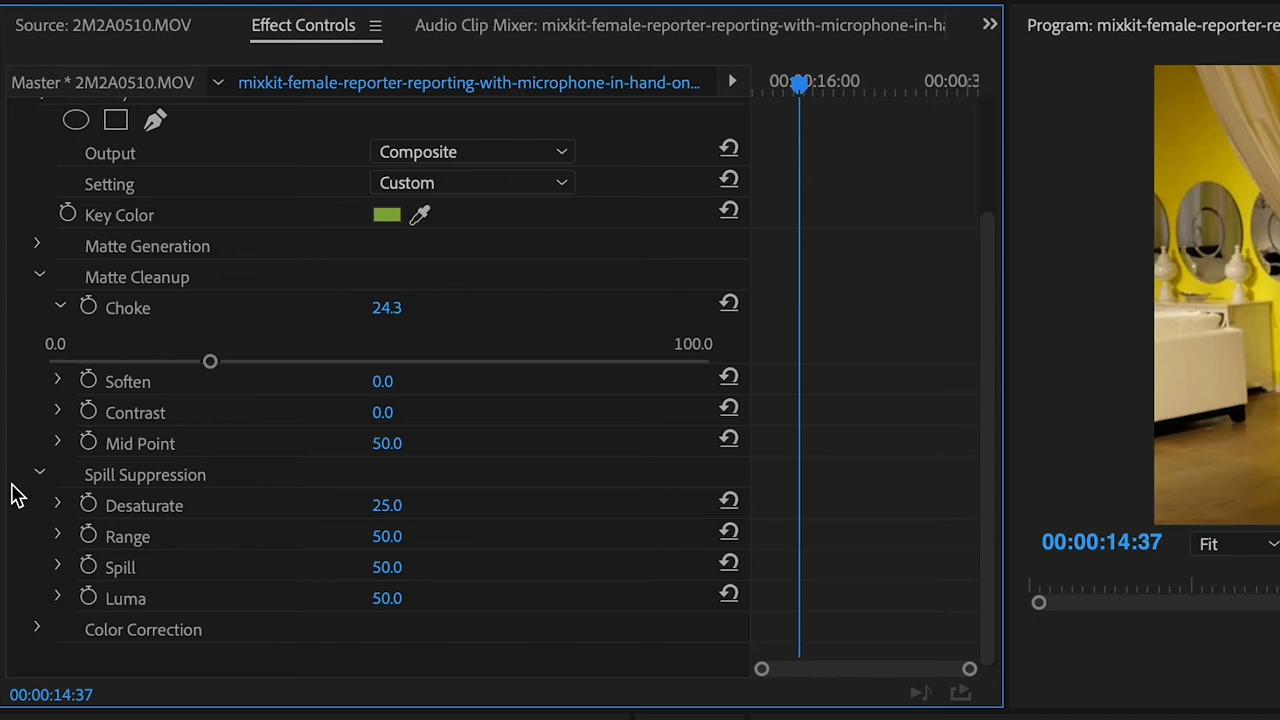 Source: 2M2A0510.MOV
Effect Controls
Audio Clip Mixer: mixkit-female-reporter-reporting-with-microphone-in-ha
Program: mixkit-female-reporter-re
Master * 2M2A0510.MOV
mixkit-female-reporter-reporting-with-microphone-in-hand-on...
00:00:16:00
00:00:3
Output
Composite
Setting
Custom
Key Color
Matte Generation
Matte Cleanup
Choke
24.3
0.0
100.0
Soften
0.0
Contrast
0.0
Mid Point
50.0
Spill Suppression
Desaturate
25.0
Range
50.0
Spill
50.0
Luma
50.0
Color Correction
00:00:14:37
00:00:14:37
Fit